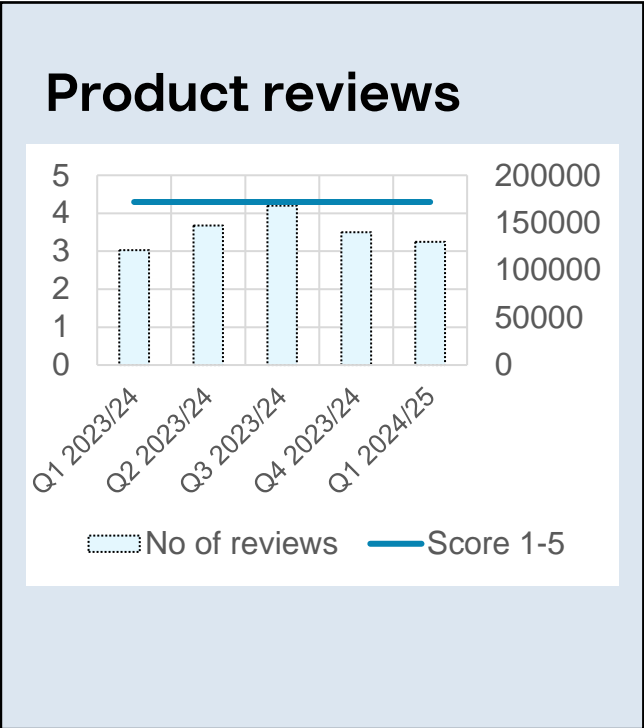 Product reviews
5
4
3
2
1
0
200000
150000
100000
50000
0
Q1 2023/24
Q2 2023/24
Q3 2023/24
Q4 2023/24
Q1 2024/25
No of reviews
Score 1-5